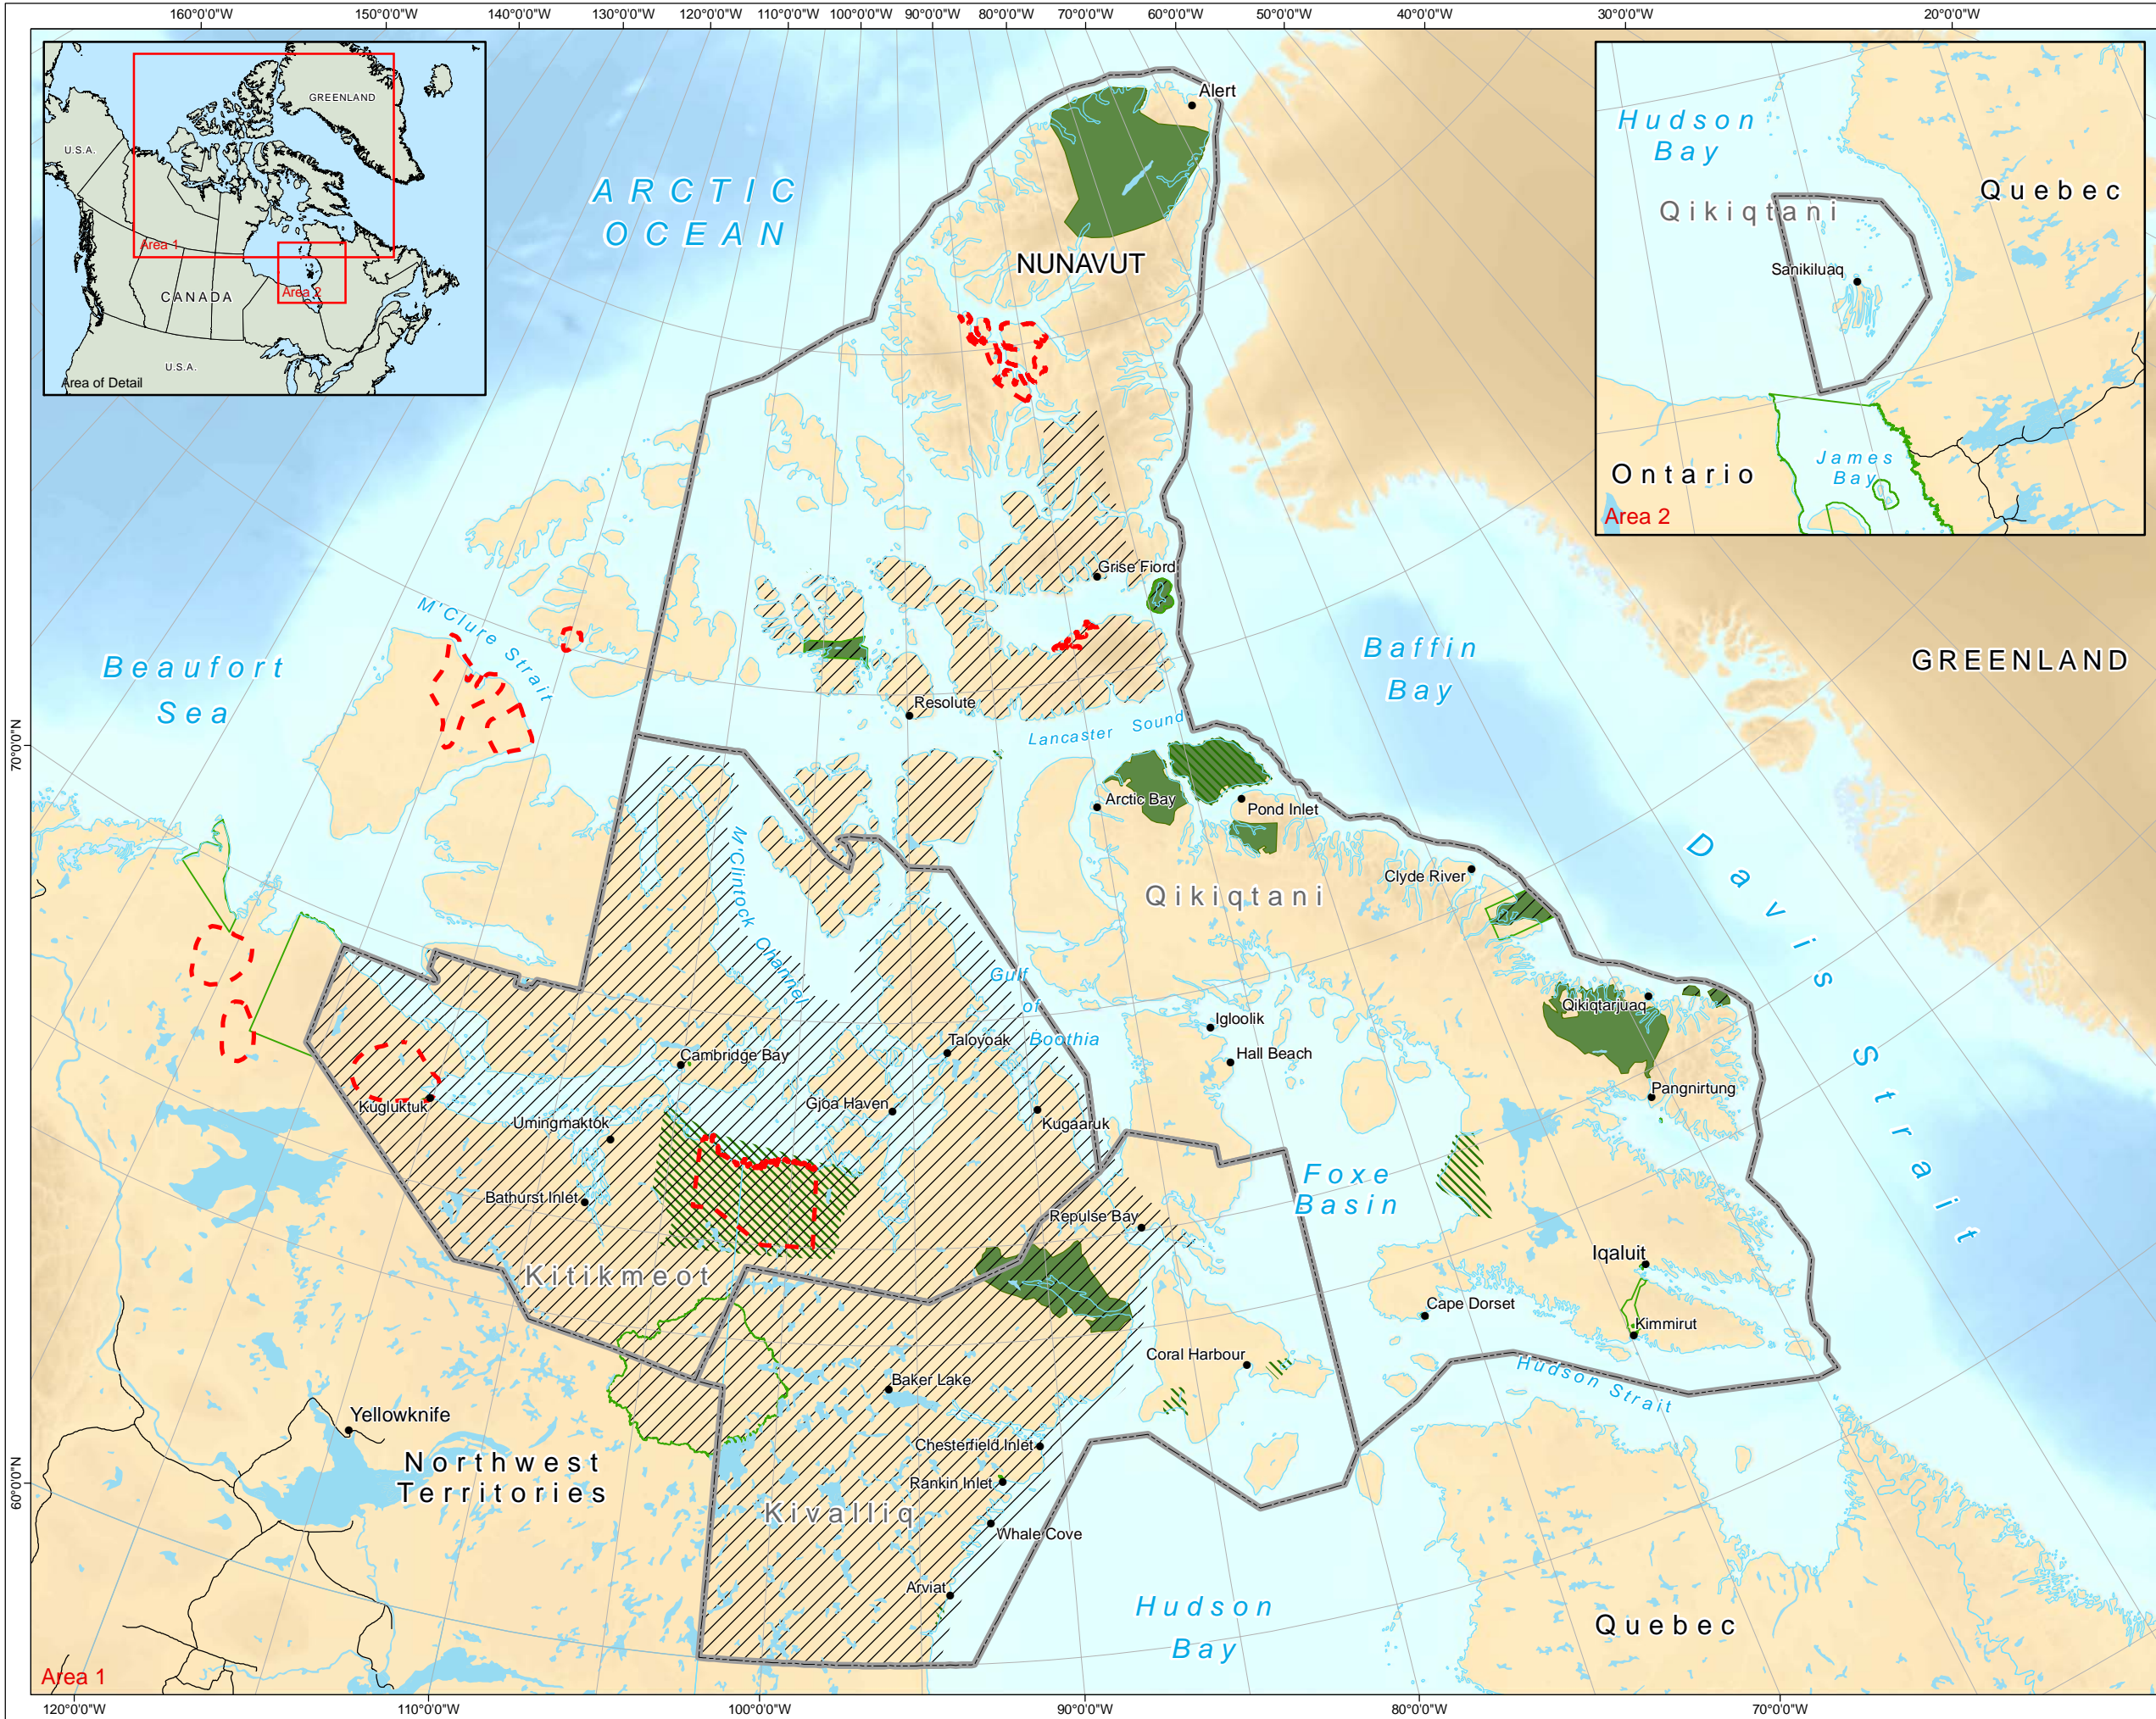 160°0'0"W
150°0'0"W
140°0'0"W
130°0'0"W
120°0'0"W
110°0'0"W
100°0'0"W
90°0'0"W
80°0'0"W
70°0'0"W
60°0'0"W
50°0'0"W
40°0'0"W
30°0'0"W
20°0'0"W
GREENLAND
U.S.A.
Area 1
Area 2
CANADA
U.S.A.
Area of Detail
Hudson
Bay
Quebec
Qikiqtani
Sanikiluaq
James
Bay
Ontario
Area 2
Alert
ARCTIC
OCEAN
NUNAVUT
Grise Fiord
M'Clure Strait
Beaufort
Sea
Baffin
Bay
GREENLAND
Resolute
Lancaster Sound
70°0'0"N
Arctic Bay
Pond Inlet
M'Clintock Channel
Clyde River
Qikiqtani
Davis Strait
Gulf
of
Boothia
Qikiqtarjuaq
Igloolik
Taloyoak
Hall Beach
Cambridge Bay
Pangnirtung
Kugluktuk
Gjoa Haven
Umingmaktok
Kugaaruk
Foxe
Basin
Bathurst Inlet
Repulse Bay
Iqaluit
Kitikmeot
Cape Dorset
Kimmirut
Coral Harbour
Hudson Strait
Baker Lake
Yellowknife
Chesterfield Inlet
Northwest
Territories
Rankin Inlet
60°0'0"N
Kivalliq
Whale Cove
Arviat
Hudson
Bay
Quebec
Area 1
120°0'0"W
110°0'0"W
100°0'0"W
90°0'0"W
80°0'0"W
70°0'0"W